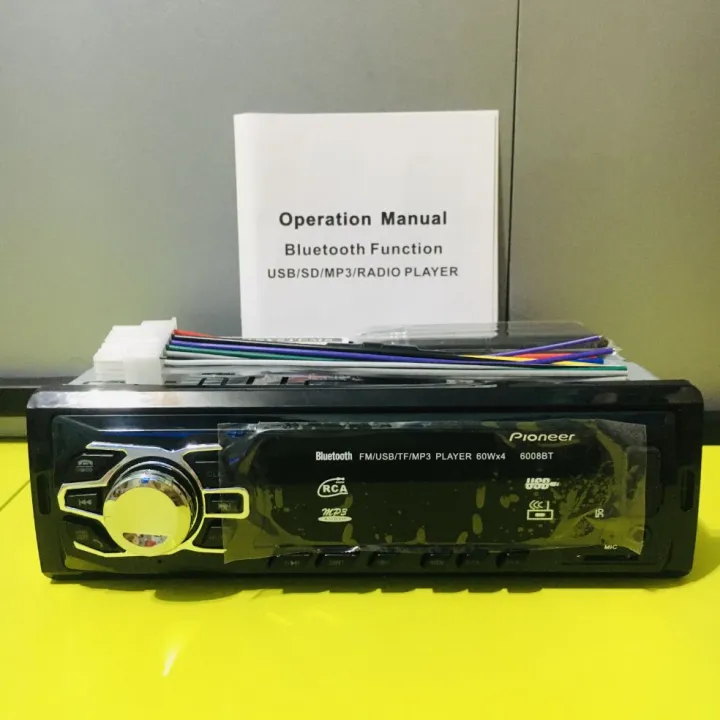 Operation Manual
Bluetooth Function
USB/SD/MP3/RADIO PLAYER
Pioneer
Bluetooth FM/USB/TF/MP3 PLAYER 60Wx4 6008BT
RCA
USB
MP3
IR
MIC